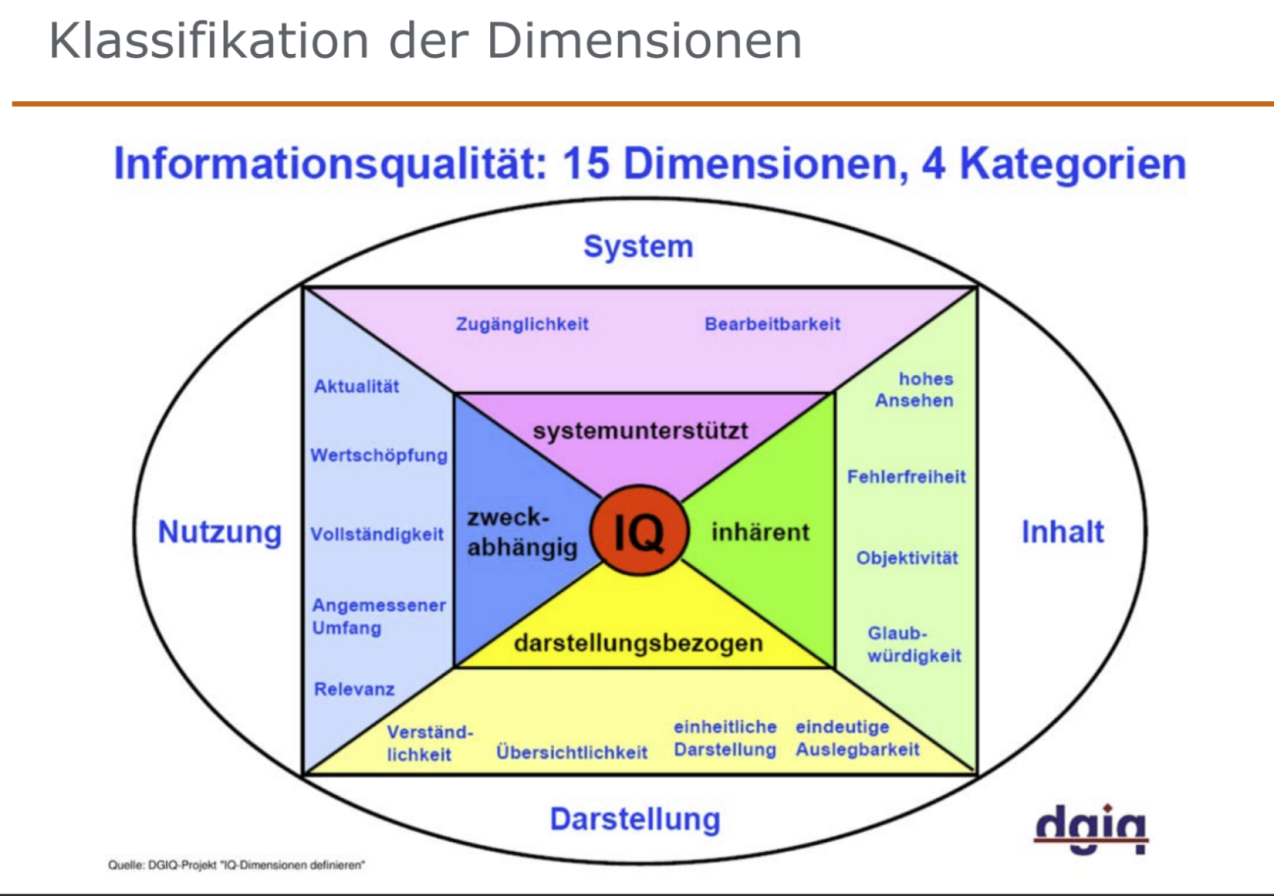 Klassifikation der Dimensionen
Informationsqualität: 15 Dimensionen, 4 Kategorien
System
Zugänglichkeit
Bearbeitbarkeit
Aktualität
Wertschöpfung
Vollständigkeit
Angemessener
Umfang
Relevanz
hohes
Ansehen
Fehlerfreiheit
Objektivität
Glaub-
würdigkeit
systemunterstützt
zweck-
abhängig
IQ
inhärent
darstellungsbezogen
Nutzung
Inhalt
Verständ-
lichkeit
Übersichtlichkeit
einheitliche
Darstellung
eindeutige
Auslegbarkeit
Darstellung
dgiq
Quelle: DGIQ-Projekt "IQ-Dimensionen definieren"